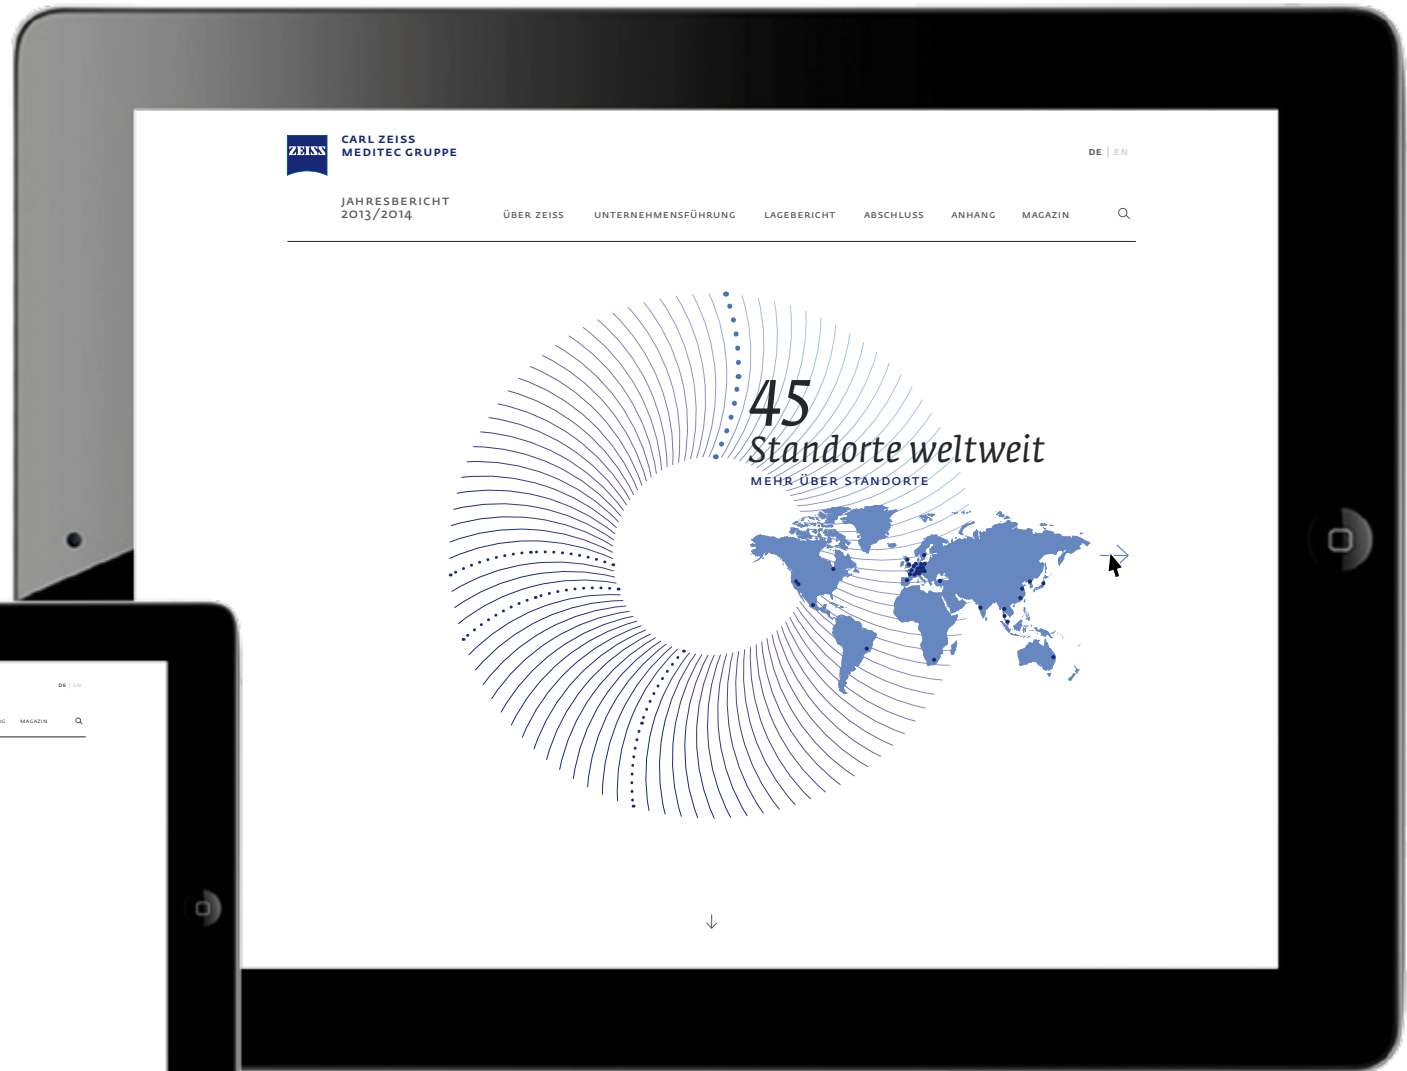 ZEISS
CARL ZEISS
MEDITEC GRUPPE
DE | EN
JAHRESBERICHT
2013/2014
ÜBER ZEISS
UNTERNEHMENSFÜHRUNG
LAGEBERICHT
ABSCHLUSS
ANHANG
MAGAZIN
45
Standorte weltweit
MEHR ÜBER STANDORTE
DE | EN
MAGAZIN